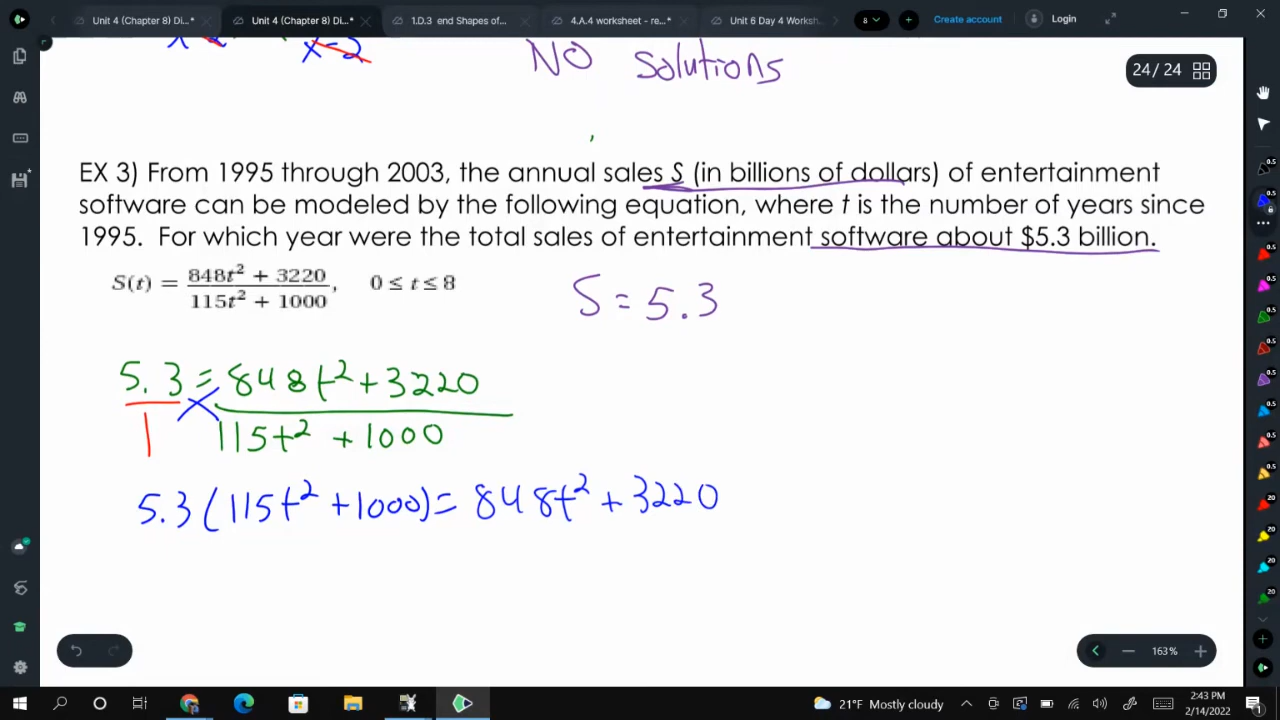 Unit 4 (Chapter 8) Di...*
Unit 4 (Chapter 8) Di...*
1.D.3 end Shapes of...
4.A.4 worksheet - re...*
Unit 6 Day 4 Worksh...
8
Create account
Login
x-2
NO solutions
24/24
EX 3) From 1995 through 2003, the annual sales S (in billions of dollars) of entertainment
software can be modeled by the following equation, where t is the number of years since
1995. For which year were the total sales of entertainment software about $5.3 billion.
S(t) = (848t² + 3220)/(115t² + 1000), 0 ≤ t ≤ 8
S = 5.3
5.3 = 848t² + 3220
1 115t² + 1000
5.3(115t² + 1000) = 848t² + 3220
163%
21°F Mostly cloudy
2:43 PM
2/14/2022